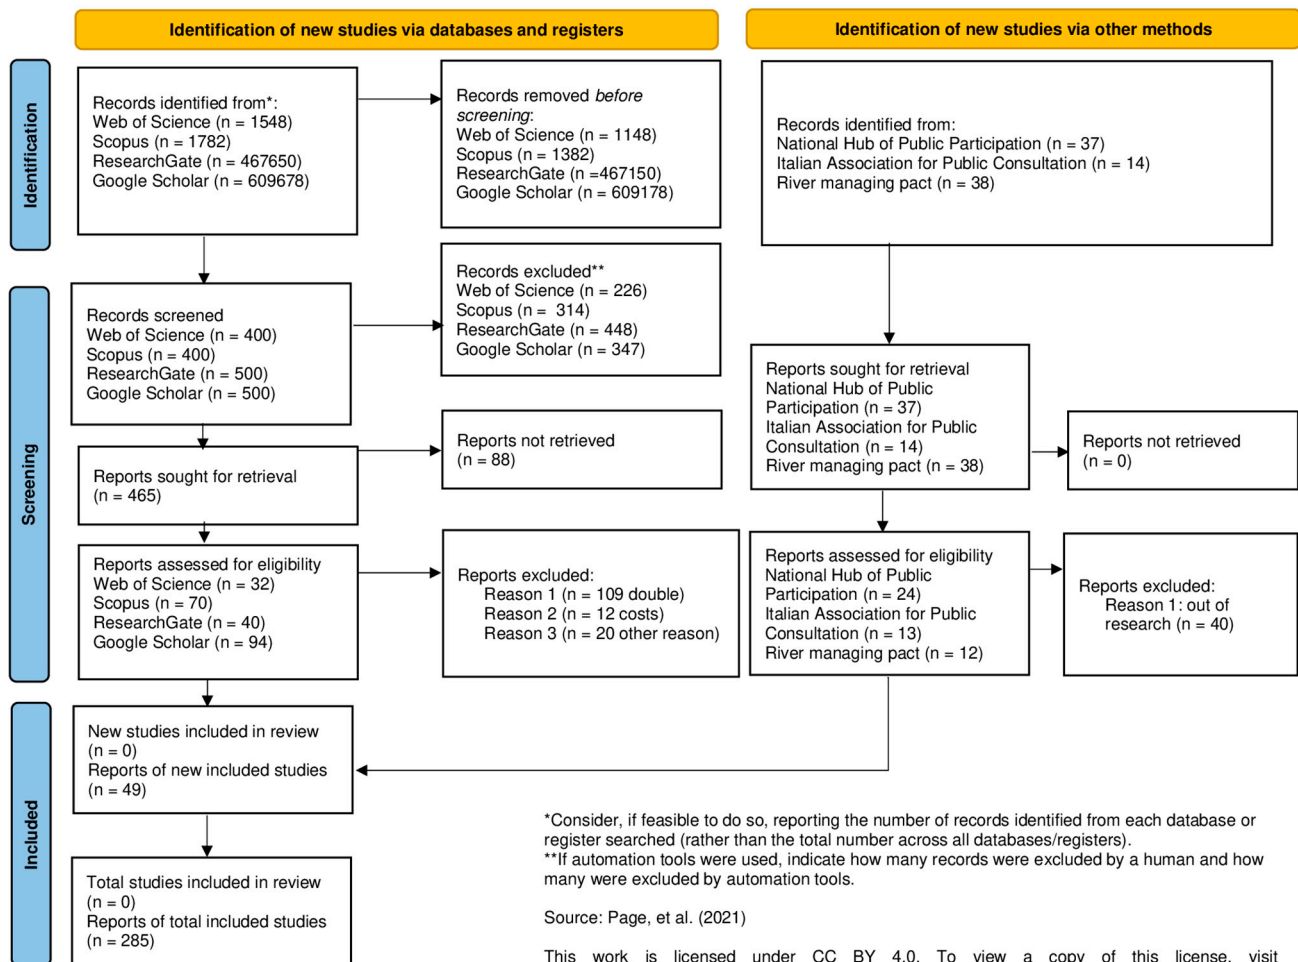 Identification of new studies via databases and registers
Identification of new studies via other methods
Identification
Records identified from*:
Web of Science (n = 1548)
Scopus (n = 1782)
ResearchGate (n = 467650)
Google Scholar (n = 609678)
Records removed before
screening:
Web of Science (n = 1148)
Scopus (n = 1382)
ResearchGate (n =467150)
Google Scholar (n = 609178)
Records identified from:
National Hub of Public Participation (n = 37)
Italian Association for Public Consultation (n = 14)
River managing pact (n = 38)
Screening
Records screened
Web of Science (n = 400)
Scopus (n = 400)
ResearchGate (n = 500)
Google Scholar (n = 500)
Records excluded**
Web of Science (n = 226)
Scopus (n = 314)
ResearchGate (n = 448)
Google Scholar (n = 347)
Reports sought for retrieval
(n = 465)
Reports not retrieved
(n = 88)
Reports sought for retrieval
National Hub of Public
Participation (n = 37)
Italian Association for Public
Consultation (n = 14)
River managing pact (n = 38)
Reports not retrieved
(n = 0)
Reports assessed for eligibility
Web of Science (n = 32)
Scopus (n = 70)
ResearchGate (n = 40)
Google Scholar (n = 94)
Reports excluded:
Reason 1 (n = 109 double)
Reason 2 (n = 12 costs)
Reason 3 (n = 20 other reason)
Reports assessed for eligibility
National Hub of Public
Participation (n = 24)
Italian Association for Public
Consultation (n = 13)
River managing pact (n = 12)
Reports excluded:
Reason 1: out of
research (n = 40)
Included
New studies included in review
(n = 0)
Reports of new included studies
(n = 49)
Total studies included in review
(n = 0)
Reports of total included studies
(n = 285)
*Consider, if feasible to do so, reporting the number of records identified from each database or
register searched (rather than the total number across all databases/registers).
**If automation tools were used, indicate how many records were excluded by a human and how
many were excluded by automation tools.
Source: Page, et al. (2021)
This work is licensed under CC BY 4.0. To view a copy of this license, visit